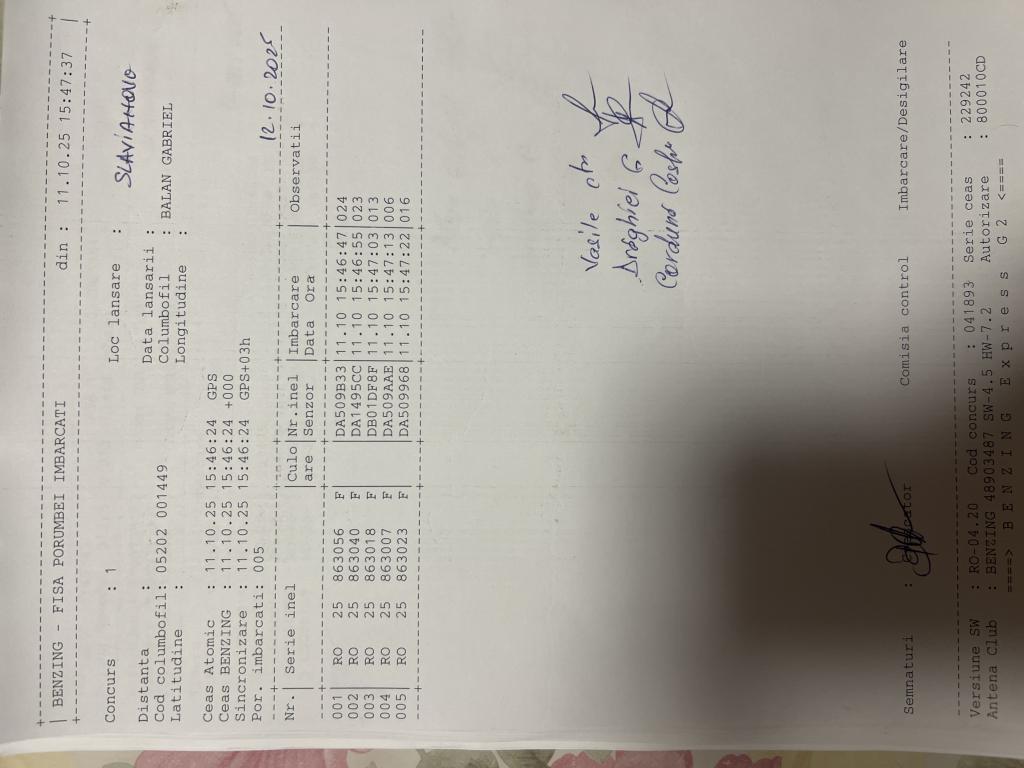 BENZING - FISA PORUMBEI IMBARCATI din : 11.10.25 15:47:37
Concurs : 1 Loc lansare : SLAVIANOVO
Distanta : Data lansarii : 12.10.2025
Cod columbofil: 05202 001449 Columbofil : BALAN GABRIEL
Latitudine : Longitudine :
Ceas Atomic : 11.10.25 15:46:24 GPS
Ceas BENZING : 11.10.25 15:46:24 +000
Sincronizare : 11.10.25 15:46:24 GPS+03h
Por. imbarcati: 005
Nr. | Serie inel |Culo|Nr.inel |Imbarcare | Observatii
|are |Senzor |Data Ora |
001| RO 25 863056 F |DA509B33|11.10 15:46:47|024
002| RO 25 863040 F |DA1495CC|11.10 15:46:55|023
003| RO 25 863018 F |DB01DF8F|11.10 15:47:03|013
004| RO 25 863007 F |DA509AAE|11.10 15:47:13|006
005| RO 25 863023 F |DA509968|11.10 15:47:22|016
Vasile
Drăghiel G
Semnaturi : Comisia control Imbarcare/Desigilare
Versiune SW : RO-04.20 Cod concurs : 041893 Serie ceas : 229242
Antena Club : BENZING 48903487 SW-4.5 HW-7.2 Autorizare : 800010CD
====> B E N Z I N G E x p r e s s G 2 <====